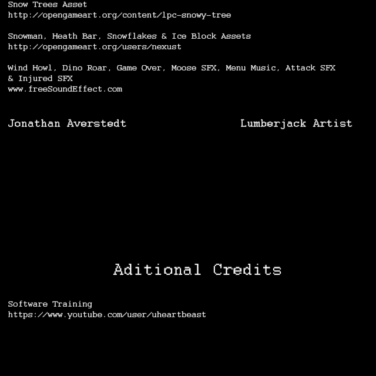 Snow Trees Asset
http://opengameart.org/content/lpc-snowy-tree
Snowman, Heath Bar, Snowflakes & Ice Block Assets
http://opengameart.org/users/nexust
Wind Howl, Dino Roar, Game Over, Moose SFX, Menu Music, Attack SFX
& Injured SFX
www.freeSoundEffect.com
Jonathan Averstedt Lumberjack Artist
Aditional Credits
Software Training
https://www.youtube.com/user/uheartbeast